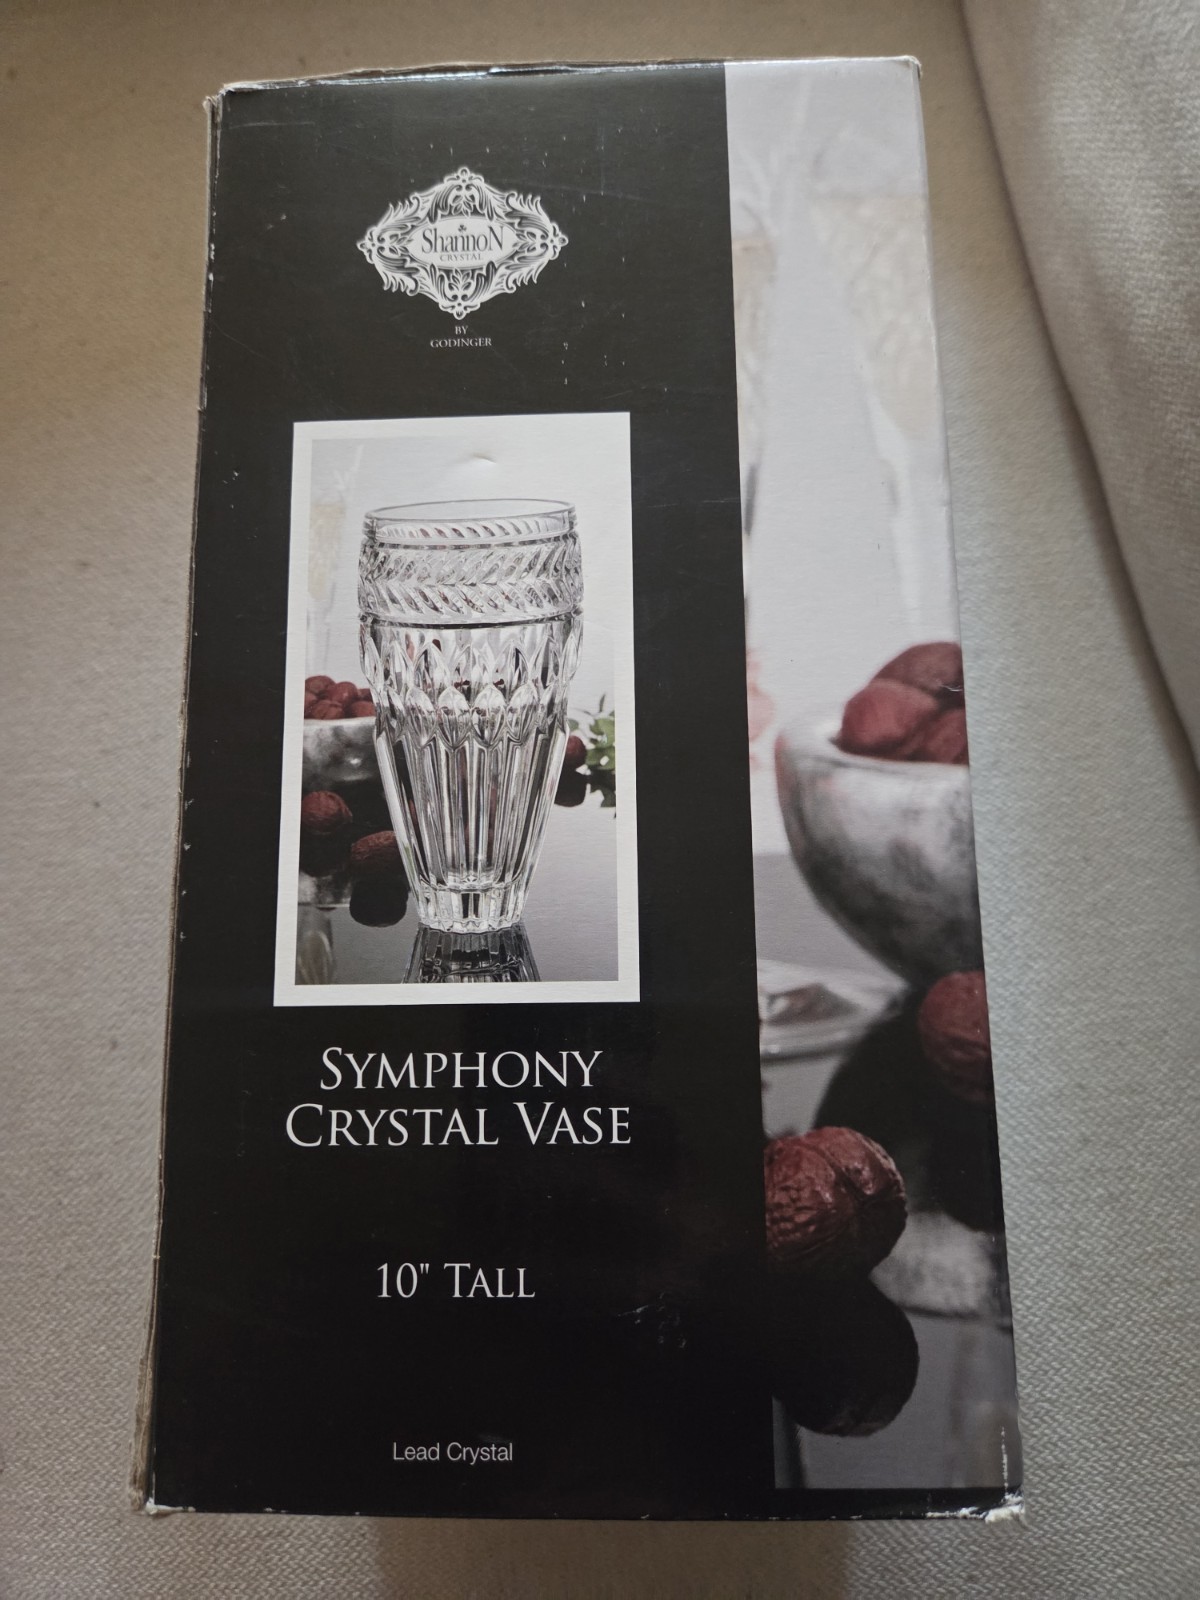 ShannoN
CRYSTAL
BY
GODINGER
SYMPHONY
CRYSTAL VASE
10" TALL
Lead Crystal